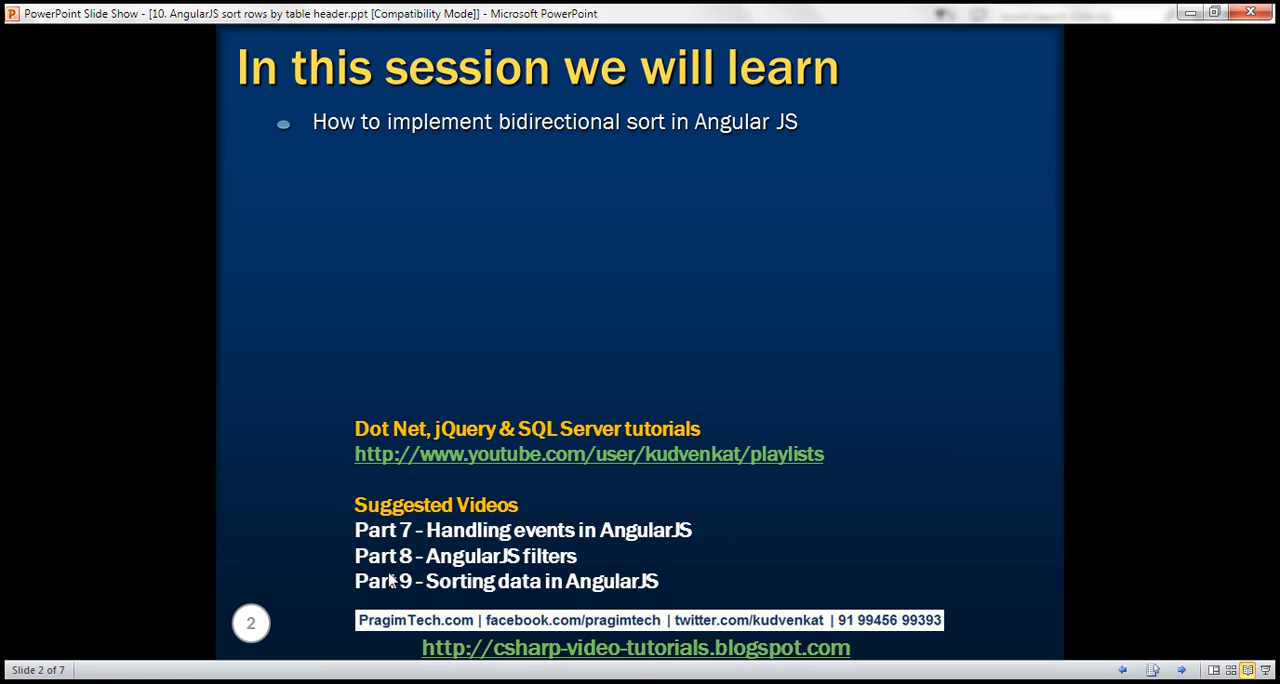 PowerPoint Slide Show - [10. AngularJS sort rows by table header.ppt [Compatibility Mode]] - Microsoft PowerPoint
In this session we will learn
How to implement bidirectional sort in Angular JS
Dot Net, jQuery & SQL Server tutorials
http://www.youtube.com/user/kudvenkat/playlists
Suggested Videos
Part 7 - Handling events in AngularJS
Part 8 - AngularJS filters
Part 9 - Sorting data in AngularJS
2
PragimTech.com | facebook.com/pragimtech | twitter.com/kudvenkat | 91 99456 99393
http://csharp-video-tutorials.blogspot.com
Slide 2 of 7